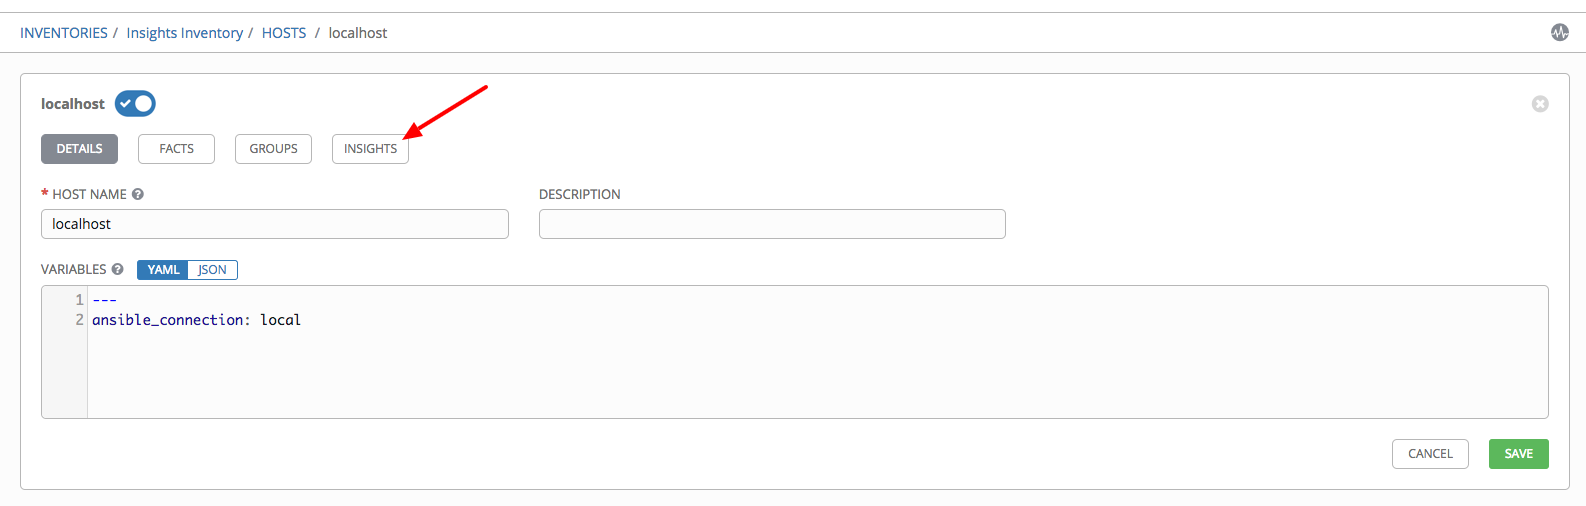 INVENTORIES / Insights Inventory / HOSTS / localhost
localhost
DETAILS FACTS GROUPS INSIGHTS
* HOST NAME ? DESCRIPTION
localhost
VARIABLES ? YAML JSON
1 ---
2 ansible_connection: local
CANCEL SAVE